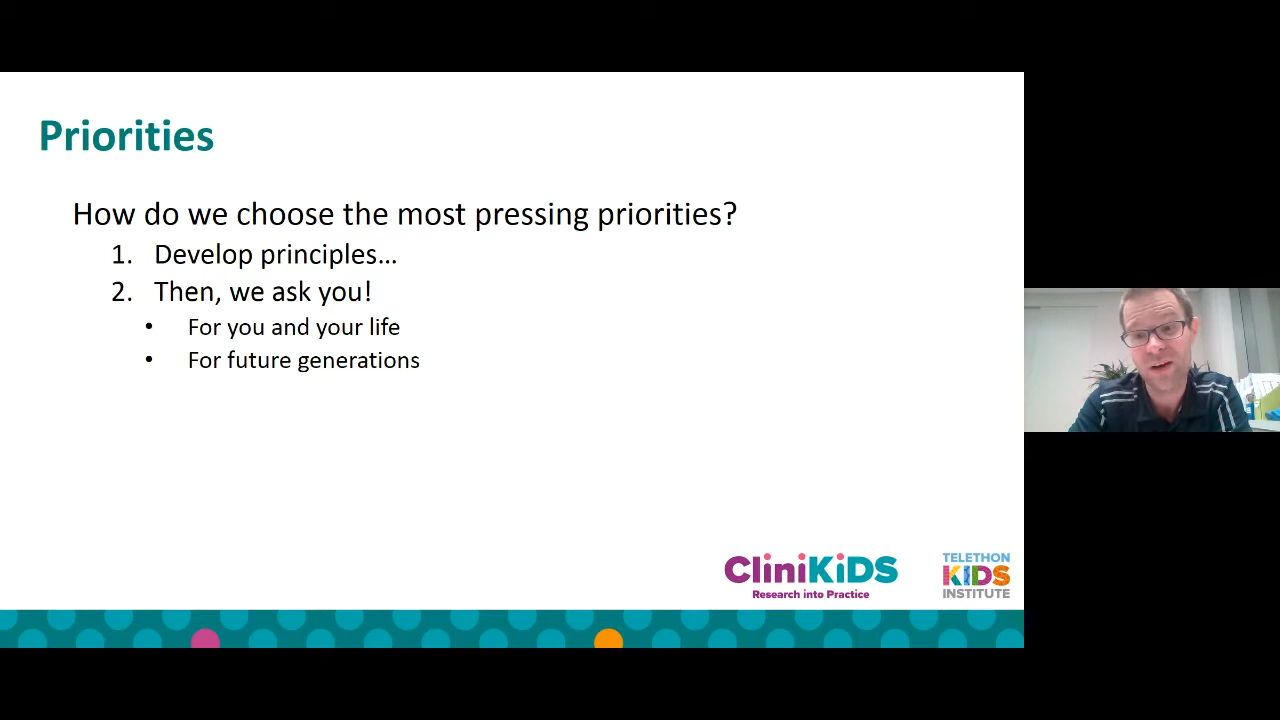 Priorities
How do we choose the most pressing priorities?
1. Develop principles…
2. Then, we ask you!
• For you and your life
• For future generations
CliniKiDS
Research into Practice
TELETHON
KIDS
INSTITUTE